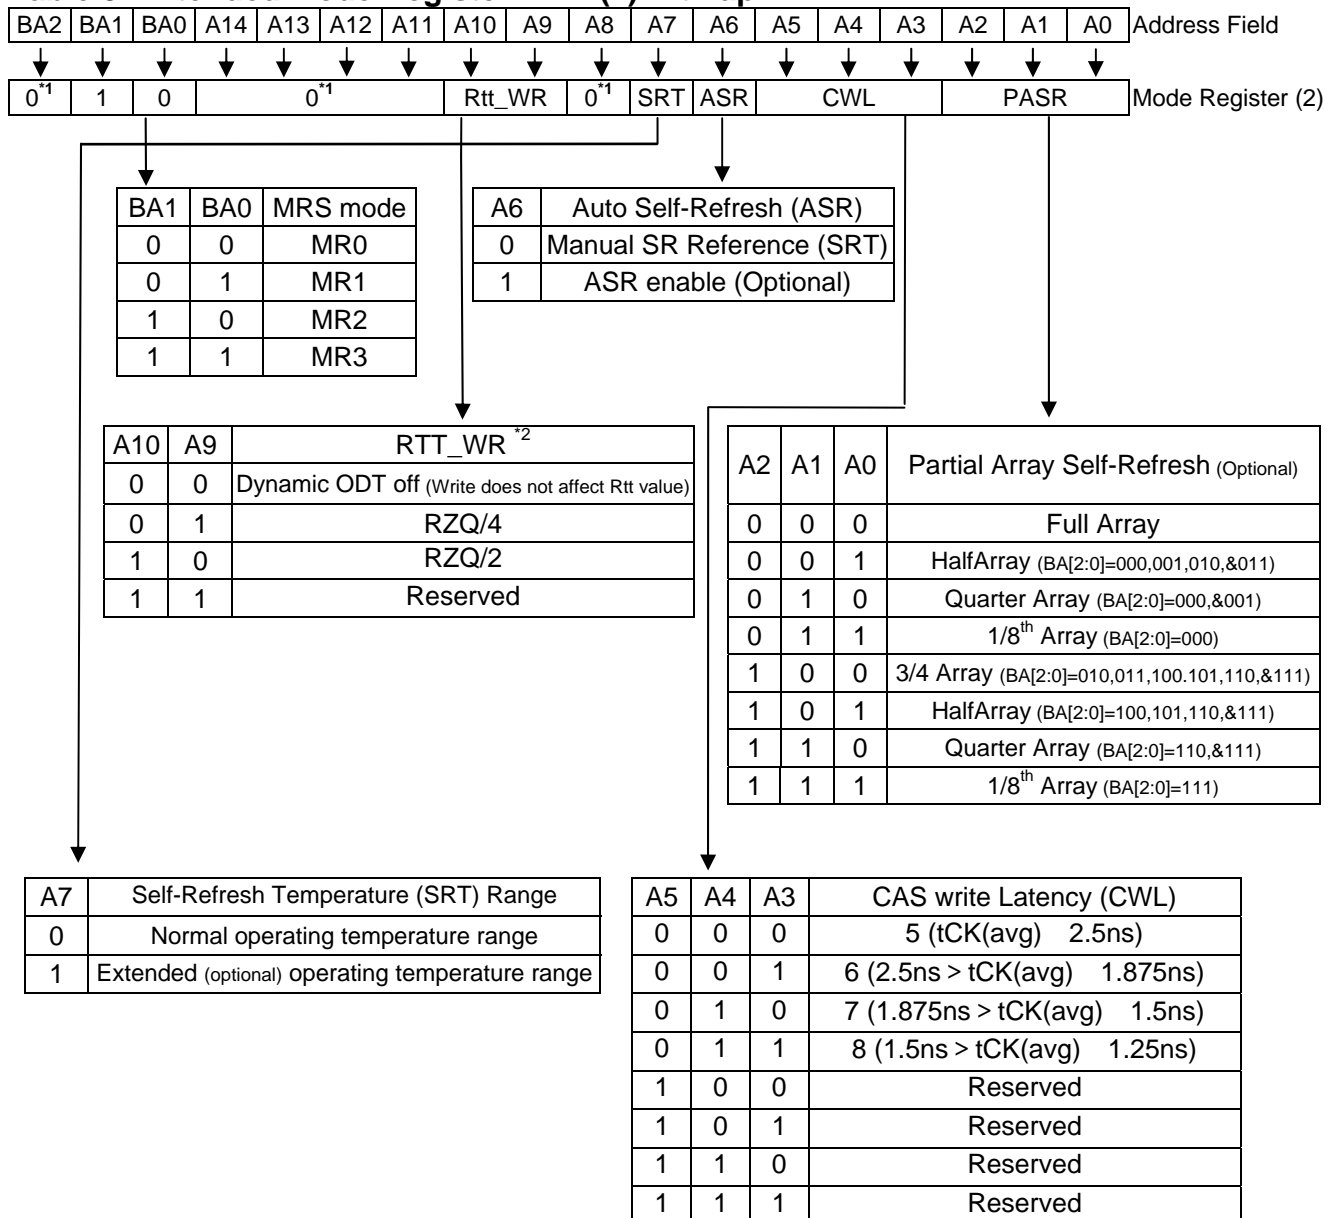 BA2 BA1 BA0 A14 A13 A12 A11 A10 A9 A8 A7 A6 A5 A4 A3 A2 A1 A0 Address Field
0*1 1 0 0*1 Rtt_WR 0*1 SRT ASR CWL PASR Mode Register (2)
BA1 BA0 MRS mode
0 0 MR0
0 1 MR1
1 0 MR2
1 1 MR3
A6 Auto Self-Refresh (ASR)
0 Manual SR Reference (SRT)
1 ASR enable (Optional)
A10 A9 RTT_WR *2
0 0 Dynamic ODT off (Write does not affect Rtt value)
0 1 RZQ/4
1 0 RZQ/2
1 1 Reserved
A2 A1 A0 Partial Array Self-Refresh (Optional)
0 0 0 Full Array
0 0 1 HalfArray (BA[2:0]=000,001,010,&011)
0 1 0 Quarter Array (BA[2:0]=000,&001)
0 1 1 1/8th Array (BA[2:0]=000)
1 0 0 3/4 Array (BA[2:0]=010,011,100.101,110,&111)
1 0 1 HalfArray (BA[2:0]=100,101,110,&111)
1 1 0 Quarter Array (BA[2:0]=110,&111)
1 1 1 1/8th Array (BA[2:0]=111)
A7 Self-Refresh Temperature (SRT) Range
0 Normal operating temperature range
1 Extended (optional) operating temperature range
A5 A4 A3 CAS write Latency (CWL)
0 0 0 5 (tCK(avg) 2.5ns)
0 0 1 6 (2.5ns > tCK(avg) 1.875ns)
0 1 0 7 (1.875ns > tCK(avg) 1.5ns)
0 1 1 8 (1.5ns > tCK(avg) 1.25ns)
1 0 0 Reserved
1 0 1 Reserved
1 1 0 Reserved
1 1 1 Reserved